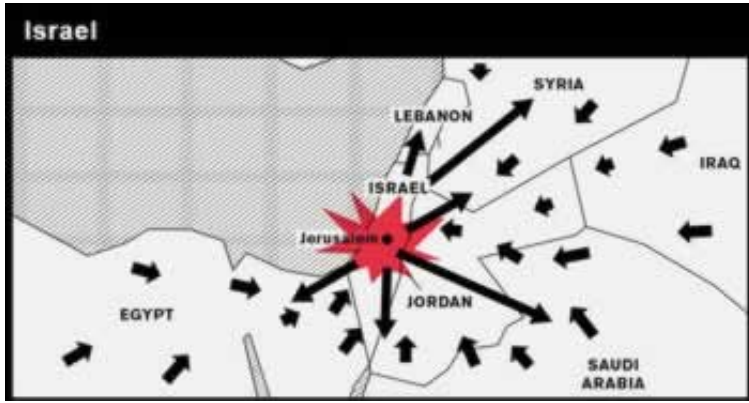 Israel
SYRIA
LEBANON
IRAQ
ISRAEL
Jerusalem
JORDAN
EGYPT
SAUDI
ARABIA